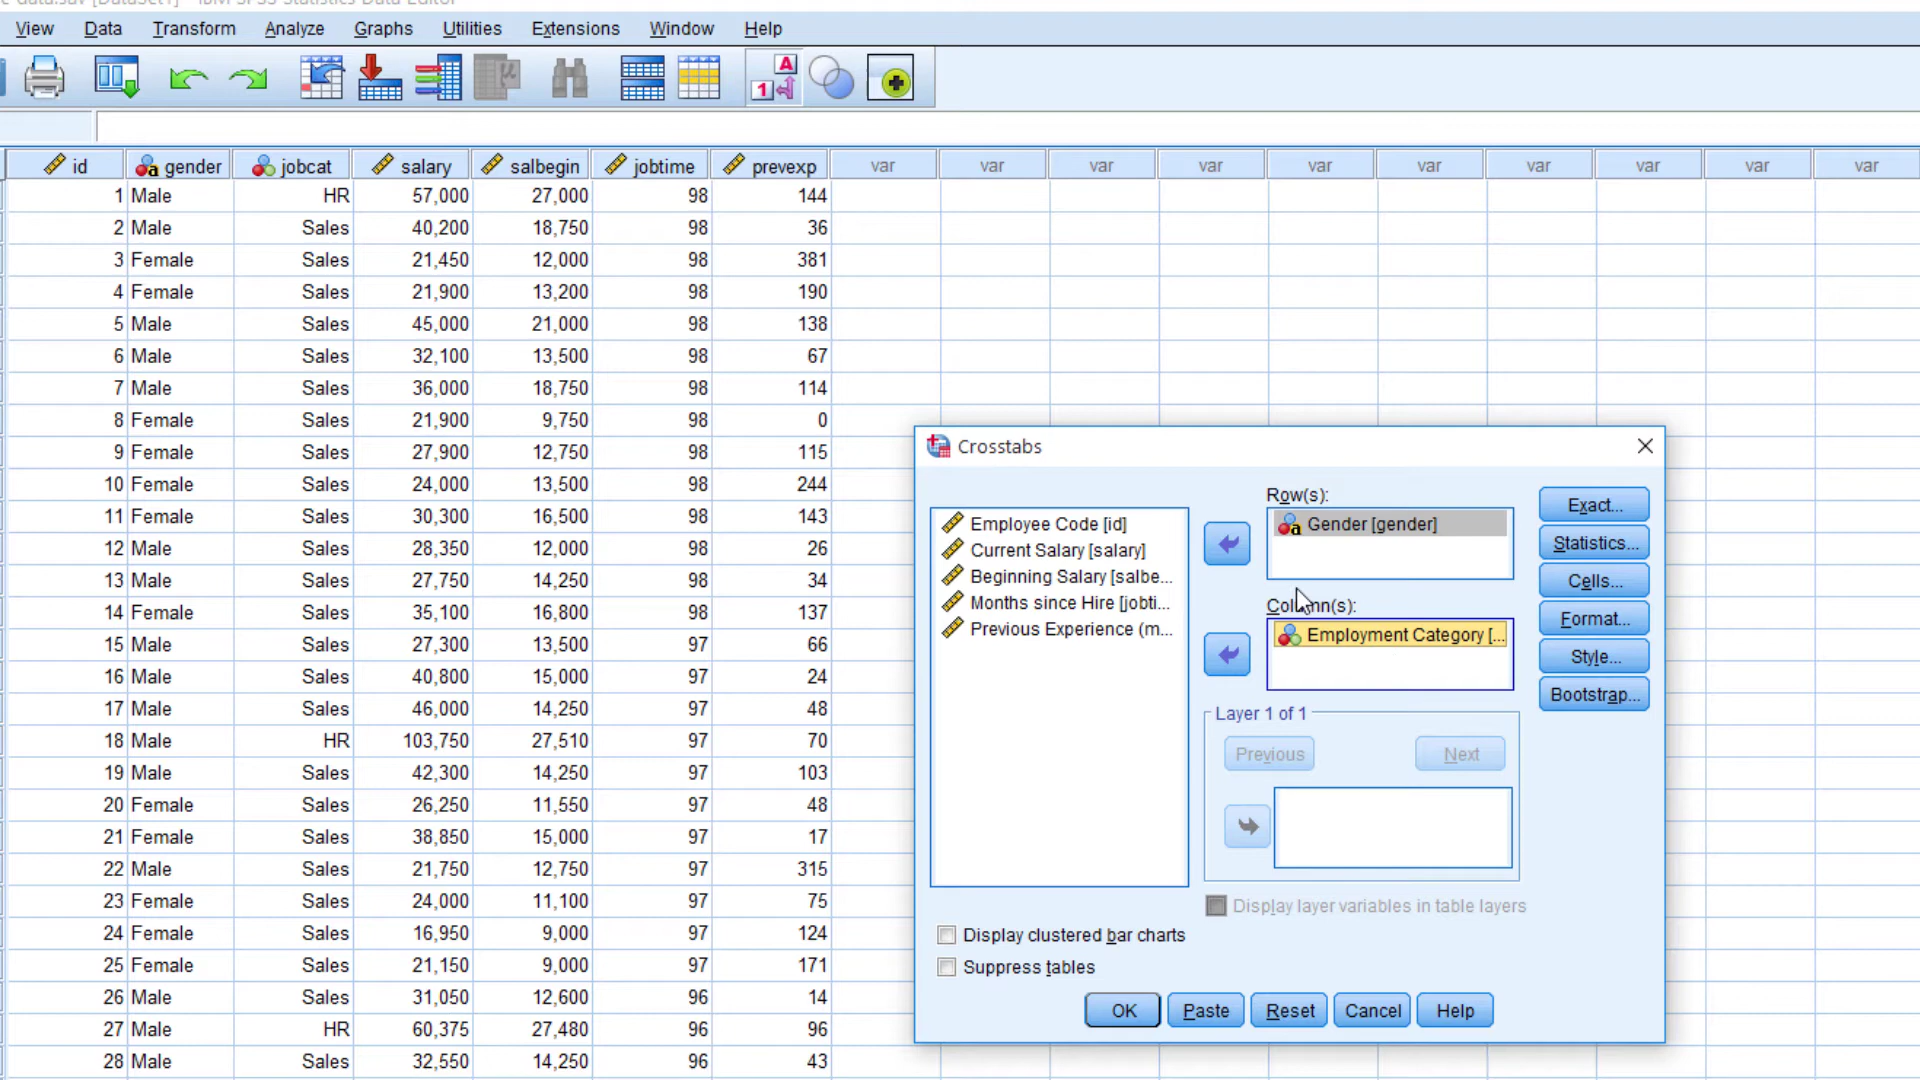 View Data Transform Analyze Graphs Utilities Extensions Window Help
id gender jobcat salary salbegin jobtime prevexp var var var var var var var var var var
1 Male HR 57,000 27,000 98 144
2 Male Sales 40,200 18,750 98 36
3 Female Sales 21,450 12,000 98 381
4 Female Sales 21,900 13,200 98 190
5 Male Sales 45,000 21,000 98 138
6 Male Sales 32,100 13,500 98 67
7 Male Sales 36,000 18,750 98 114
8 Female Sales 21,900 9,750 98 0
9 Female Sales 27,900 12,750 98 115
10 Female Sales 24,000 13,500 98 244
11 Female Sales 30,300 16,500 98 143
12 Male Sales 28,350 12,000 98 26
13 Male Sales 27,750 14,250 98 34
14 Female Sales 35,100 16,800 98 137
15 Male Sales 27,300 13,500 97 66
16 Male Sales 40,800 15,000 97 24
17 Male Sales 46,000 14,250 97 48
18 Male HR 103,750 27,510 97 70
19 Male Sales 42,300 14,250 97 103
20 Female Sales 26,250 11,550 97 48
21 Female Sales 38,850 15,000 97 17
22 Male Sales 21,750 12,750 97 315
23 Female Sales 24,000 11,100 97 75
24 Female Sales 16,950 9,000 97 124
25 Female Sales 21,150 9,000 97 171
26 Male Sales 31,050 12,600 96 14
27 Male HR 60,375 27,480 96 96
28 Male Sales 32,550 14,250 96 43
Crosstabs
Employee Code [id]
Current Salary [salary]
Beginning Salary [salbe...
Months since Hire [jobti...
Previous Experience (m...
Row(s):
Gender [gender]
Column(s):
Employment Category [...
Layer 1 of 1
Previous Next
Display layer variables in table layers
Exact...
Statistics...
Cells...
Format...
Style...
Bootstrap...
Display clustered bar charts
Suppress tables
OK Paste Reset Cancel Help